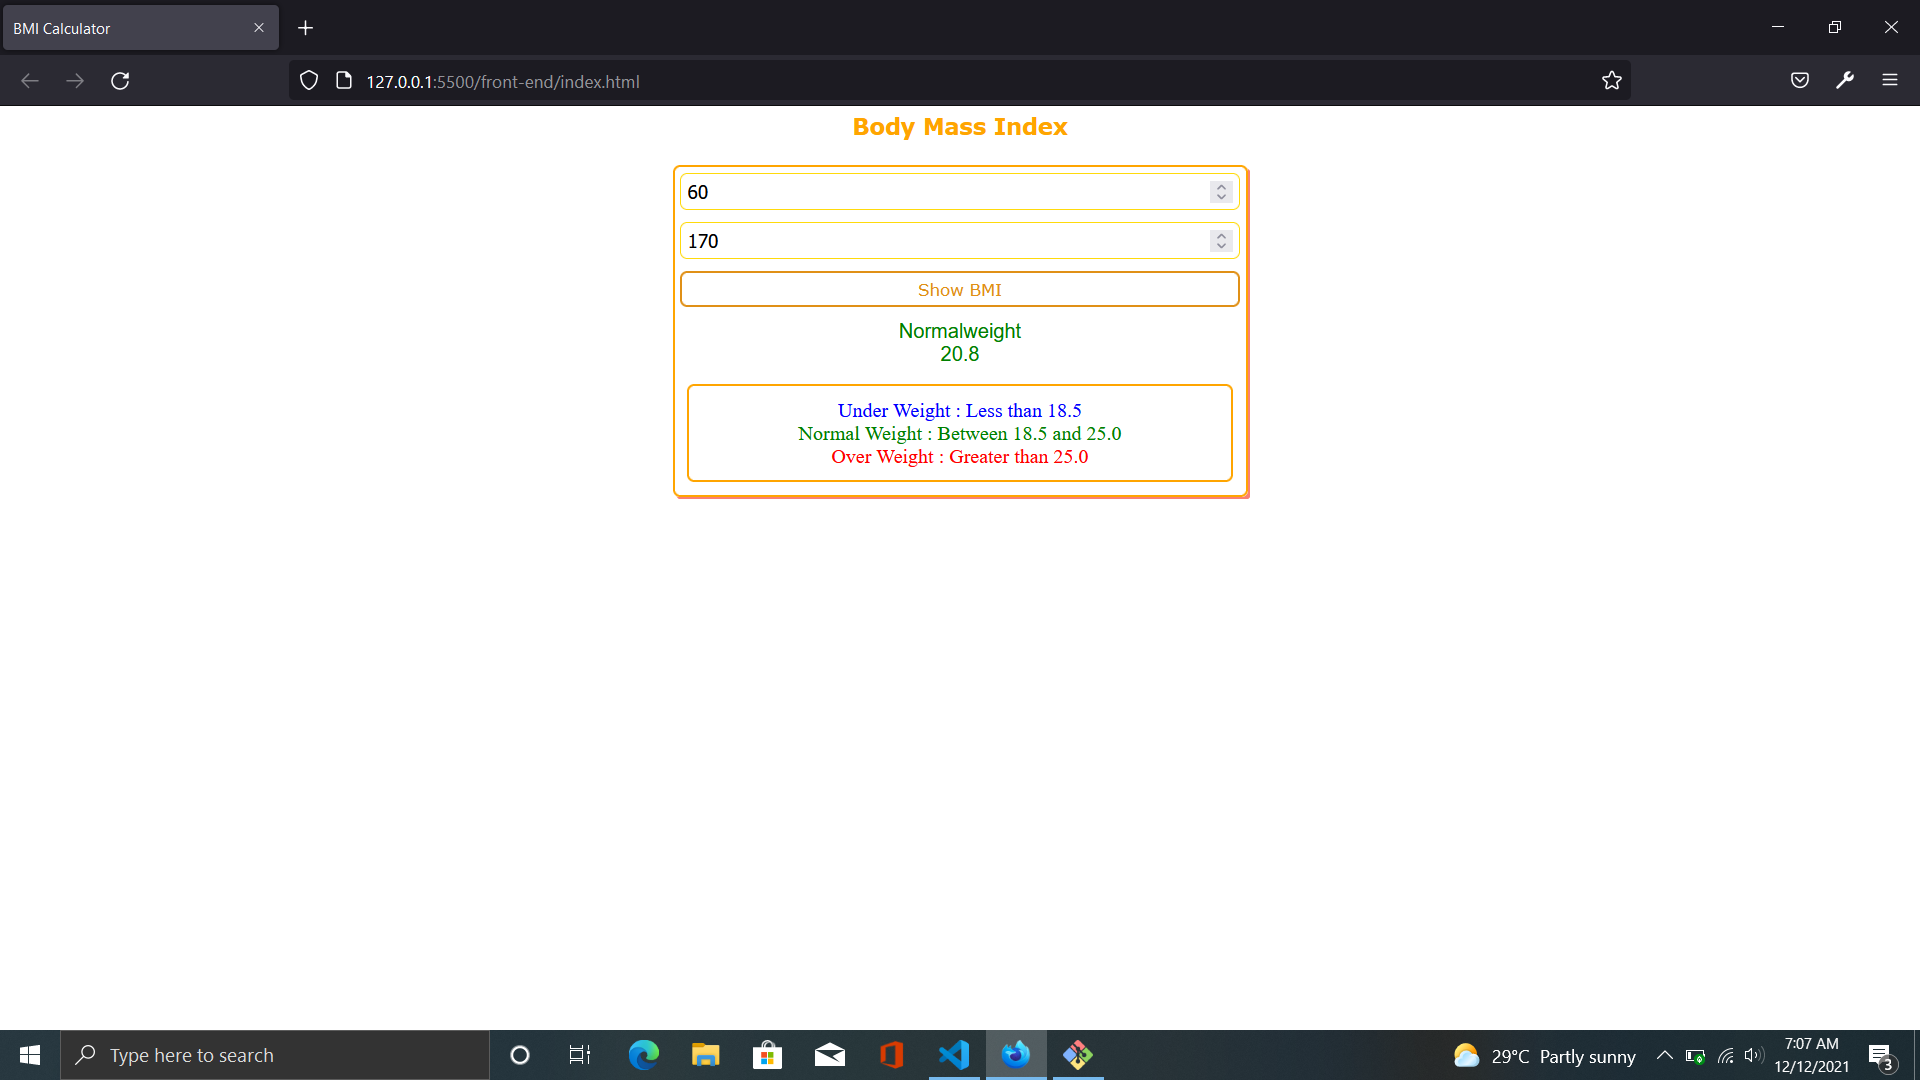 BMI Calculator
127.0.0.1:5500/front-end/index.html
Body Mass Index
60
170
Show BMI
Normalweight
20.8
Under Weight : Less than 18.5
Normal Weight : Between 18.5 and 25.0
Over Weight : Greater than 25.0
Type here to search
29°C Partly sunny
7:07 AM
12/12/2021
3